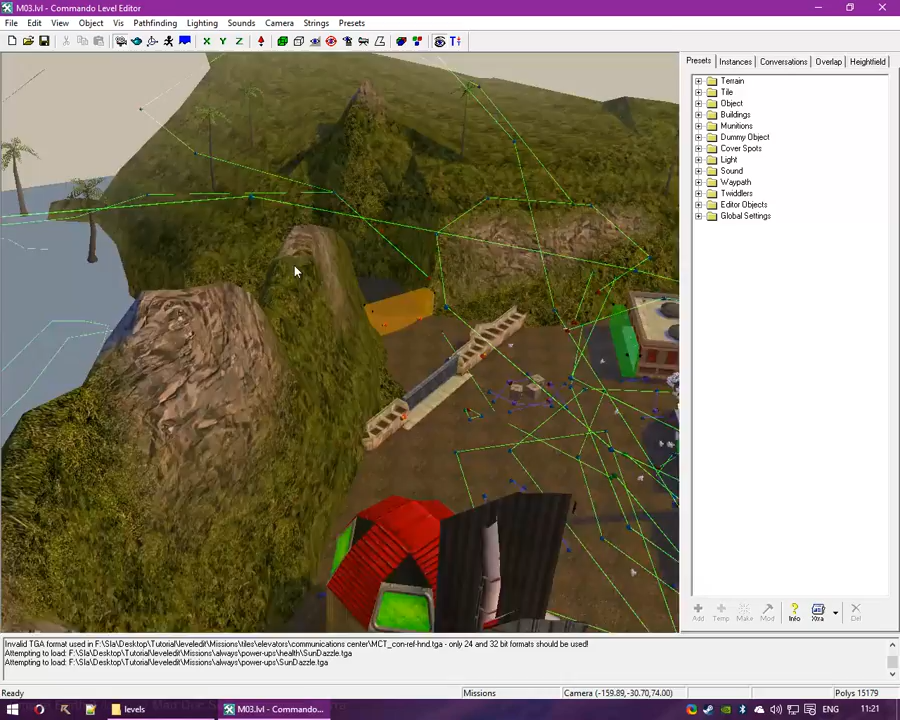 M03.lvl - Commando Level Editor
File Edit View Object Vis Pathfinding Lighting Sounds Camera Strings Presets
X Y Z
Presets Instances Conversations Overlap Heightfield
Terrain
Tile
Object
Buildings
Munitions
Dummy Object
Cover Spots
Light
Sound
Waypath
Twiddlers
Editor Objects
Global Settings
Add Temp Make Mod Info Xtra Del
Invalid TGA format used in F:\Sla\Desktop\Tutorial\leveledit\Missions\tiles\elevators\communications center\MCT_con-rel-hnd.tga - only 24 and 32 bit formats should be used!
Attempting to load: F:\Sla\Desktop\Tutorial\leveledit\Missions\always\power-ups\health\SunDazzle.tga
Attempting to load: F:\Sla\Desktop\Tutorial\leveledit\Missions\always\power-ups\SunDazzle.tga
Ready Missions Camera (-159.89,-30.70,74.00) Polys 15179
levels M03.lvl - Commando... ENG 11:21